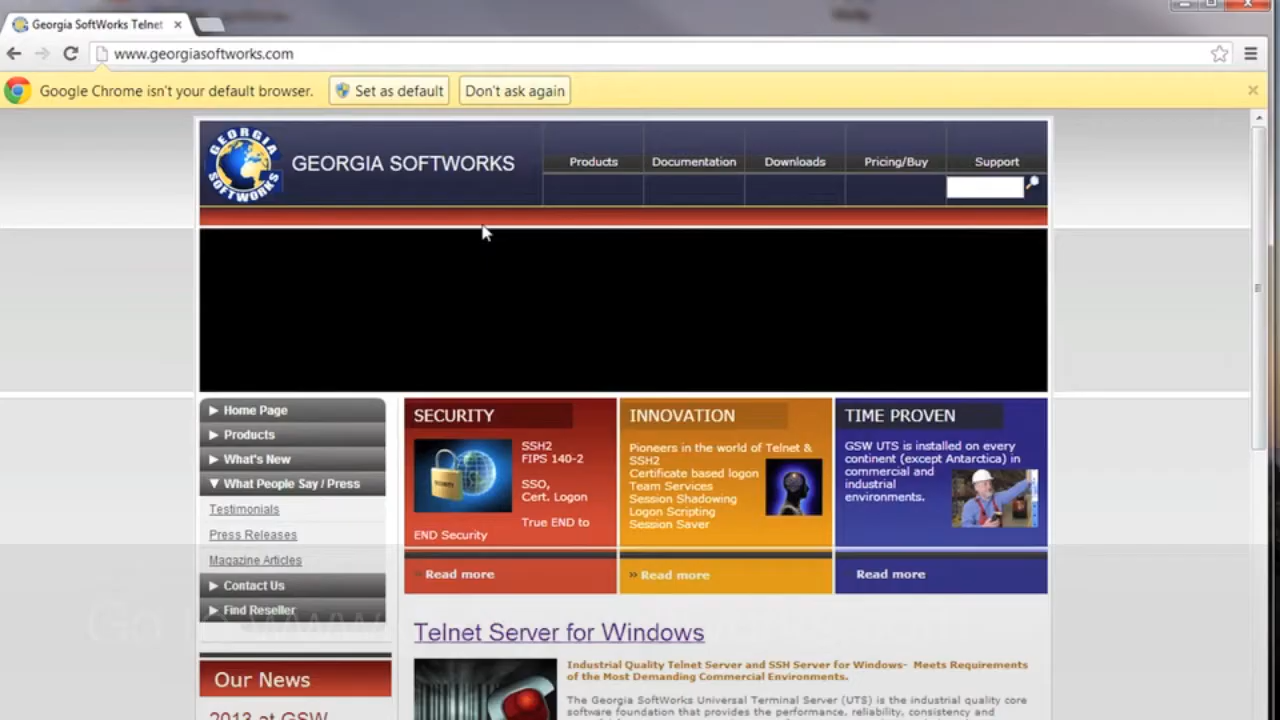 Georgia SoftWorks Telnet
www.georgiasoftworks.com
Google Chrome isn't your default browser.
Set as default
Don't ask again
GEORGIA SOFTWORKS
GEORGIA SOFTWORKS
Products
Documentation
Downloads
Pricing/Buy
Support
Home Page
Products
What's New
What People Say / Press
Testimonials
Press Releases
Magazine Articles
Contact Us
Find Reseller
Our News
2013 at GSW
SECURITY
SSH2
FIPS 140-2
SSO,
Cert. Logon
True END to
END Security
» Read more
INNOVATION
Pioneers in the world of Telnet &
SSH2
Certificate based logon
Team Services
Session Shadowing
Logon Scripting
Session Saver
» Read more
TIME PROVEN
GSW UTS is installed on every
continent (except Antarctica) in
commercial and
industrial
environments.
Read more
Telnet Server for Windows
Industrial Quality Telnet Server and SSH Server for Windows- Meets Requirements
of the Most Demanding Commercial Environments.
The Georgia SoftWorks Universal Terminal Server (UTS) is the industrial quality core
software foundation that provides the performance, reliability, consistency and